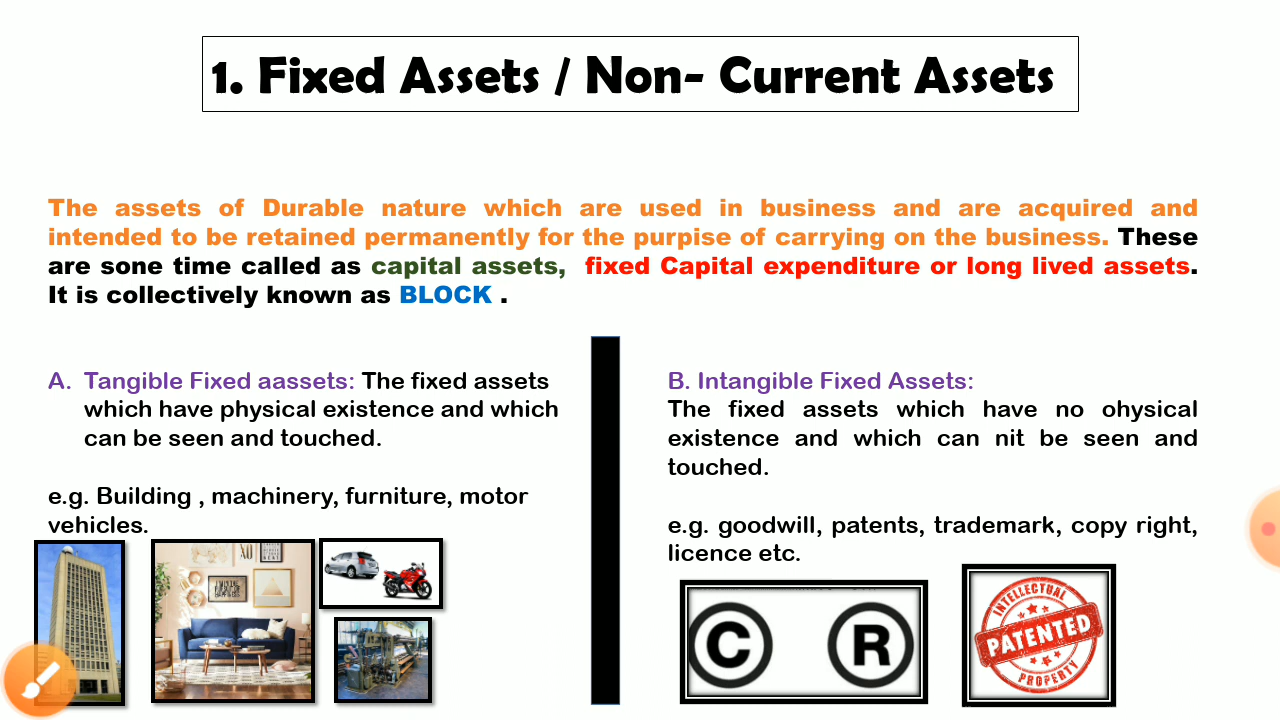 1. Fixed Assets / Non- Current Assets
The assets of Durable nature which are used in business and are acquired and
intended to be retained permanently for the purpise of carrying on the business. These
are sone time called as capital assets, fixed Capital expenditure or long lived assets.
It is collectively known as BLOCK .
A. Tangible Fixed aassets: The fixed assets
which have physical existence and which
can be seen and touched.
e.g. Building , machinery, furniture, motor
vehicles.
B. Intangible Fixed Assets:
The fixed assets which have no ohysical
existence and which can nit be seen and
touched.
e.g. goodwill, patents, trademark, copy right,
licence etc.
C R
INTELLECTUAL
PATENTED
PROPERTY